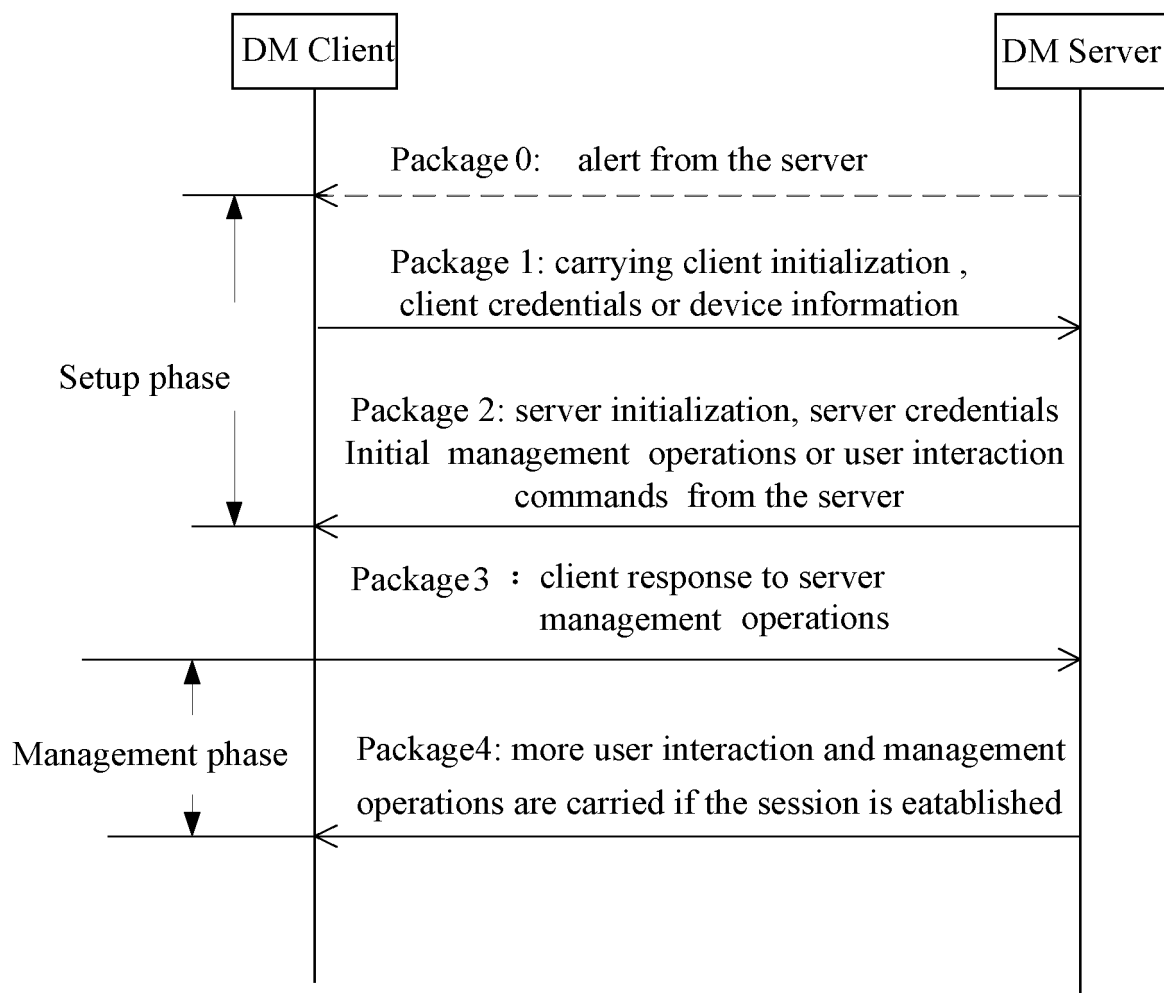 DM Client
DM Server
Package 0: alert from the server
Package 1: carrying client initialization ,
client credentials or device information
Setup phase
Package 2: server initialization, server credentials
Initial management operations or user interaction
commands from the server
Package3 : client response to server
management operations
Management phase
Package4: more user interaction and management
operations are carried if the session is eatablished